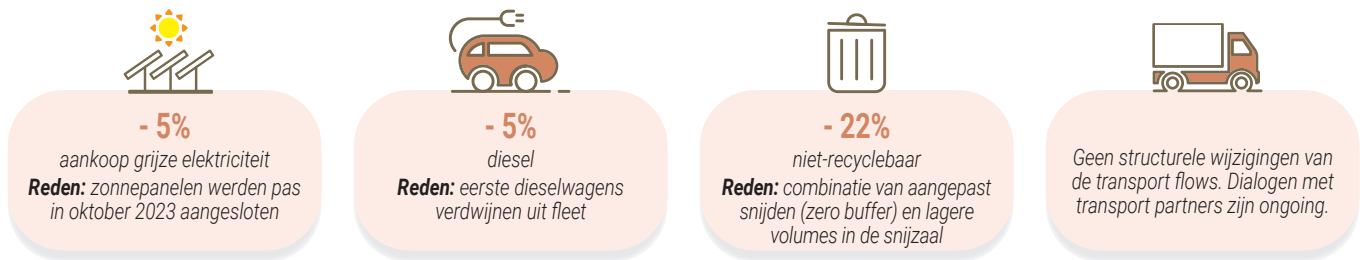 - 5%
aankoop grijze elektriciteit
Reden: zonnepanelen werden pas
in oktober 2023 aangesloten
- 5%
diesel
Reden: eerste dieselwagens
verdwijnen uit fleet
- 22%
niet-recyclebaar
Reden: combinatie van aangepast
snijden (zero buffer) en lagere
volumes in de snijzaal
Geen structurele wijzigingen van
de transport flows. Dialogen met
transport partners zijn ongoing.